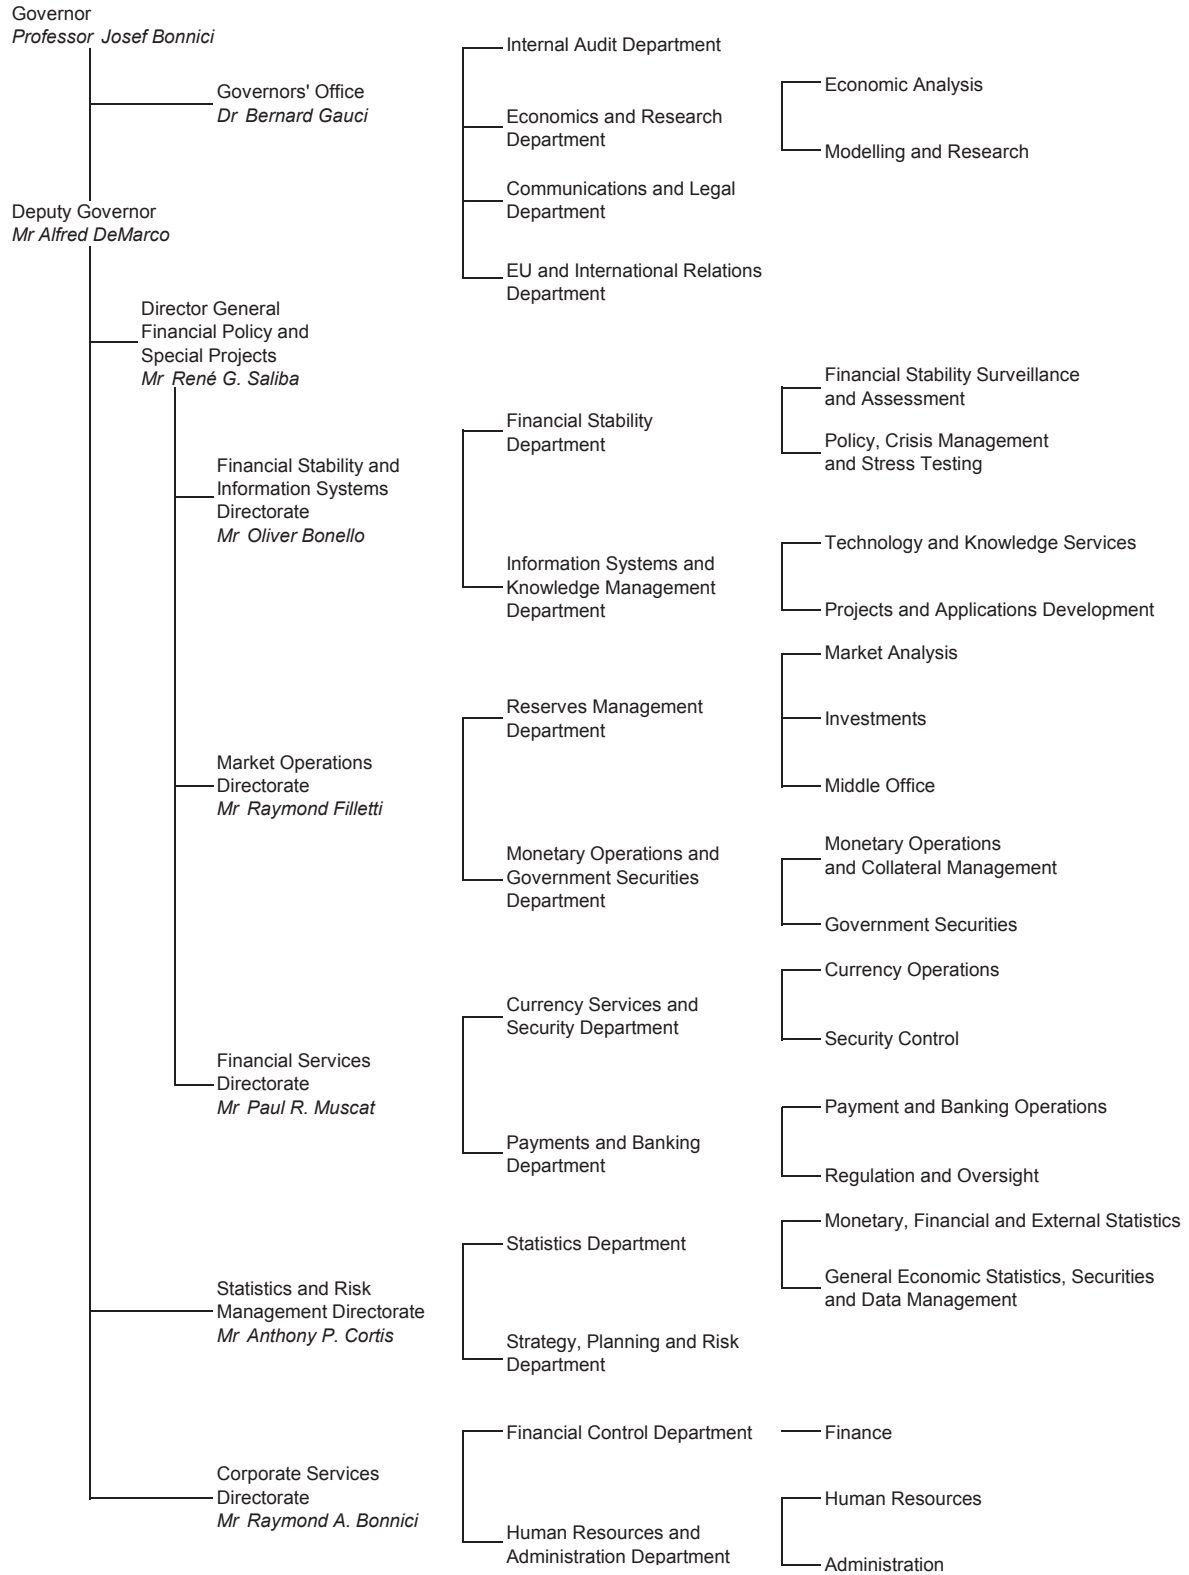 Governor
Professor Josef Bonnici
Governors' Office
Dr Bernard Gauci
Internal Audit Department
Economics and Research
Department
Economic Analysis
Modelling and Research
Communications and Legal
Department
EU and International Relations
Department
Deputy Governor
Mr Alfred DeMarco
Director General
Financial Policy and
Special Projects
Mr René G. Saliba
Financial Stability and
Information Systems
Directorate
Mr Oliver Bonello
Financial Stability
Department
Financial Stability Surveillance
and Assessment
Policy, Crisis Management
and Stress Testing
Information Systems and
Knowledge Management
Department
Technology and Knowledge Services
Projects and Applications Development
Market Operations
Directorate
Mr Raymond Filletti
Reserves Management
Department
Market Analysis
Investments
Middle Office
Monetary Operations and
Government Securities
Department
Monetary Operations
and Collateral Management
Government Securities
Financial Services
Directorate
Mr Paul R. Muscat
Currency Services and
Security Department
Currency Operations
Security Control
Payments and Banking
Department
Payment and Banking Operations
Regulation and Oversight
Statistics and Risk
Management Directorate
Mr Anthony P. Cortis
Statistics Department
Monetary, Financial and External Statistics
General Economic Statistics, Securities
and Data Management
Strategy, Planning and Risk
Department
Corporate Services
Directorate
Mr Raymond A. Bonnici
Financial Control Department
Finance
Human Resources and
Administration Department
Human Resources
Administration